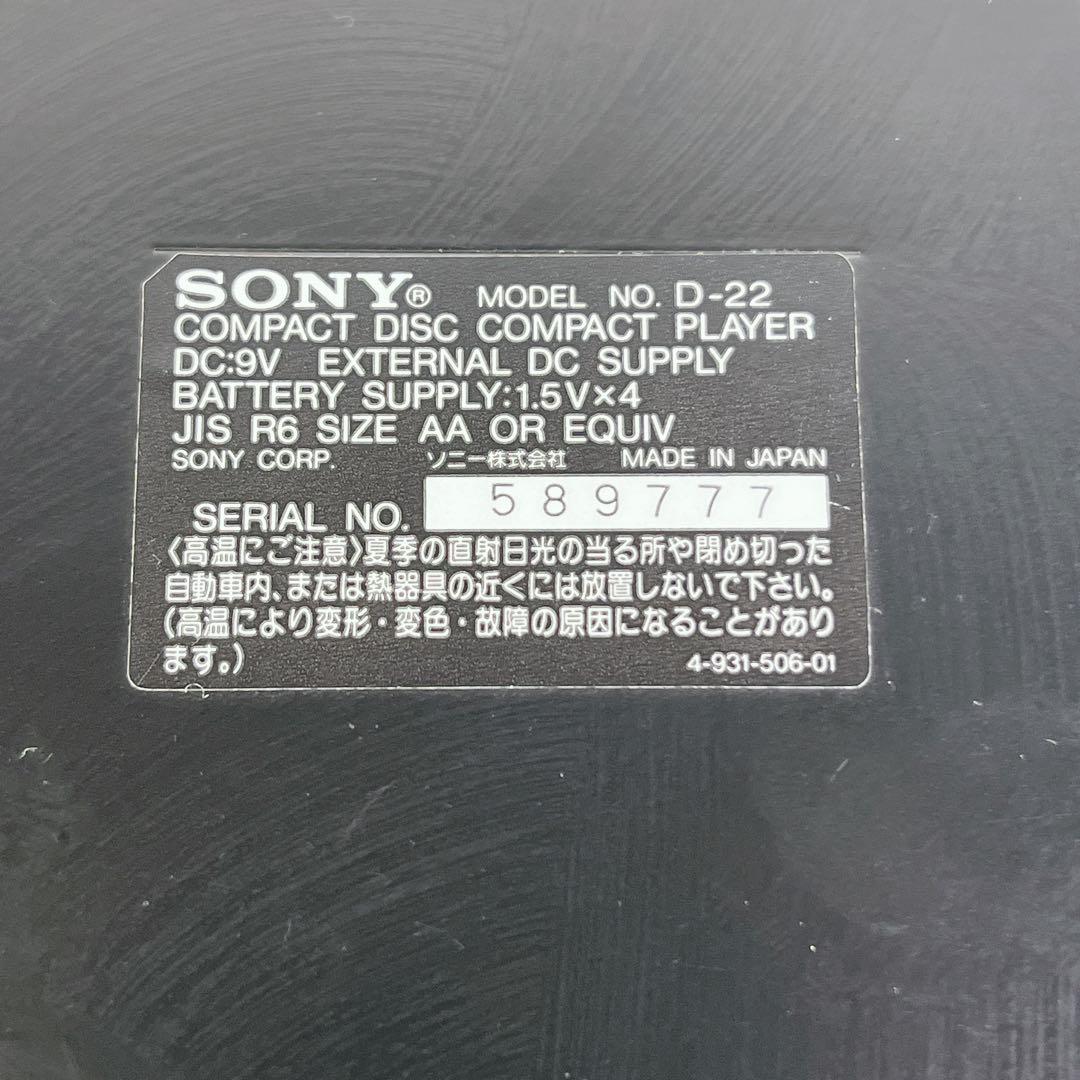 SONY® MODEL NO. D-22
COMPACT DISC COMPACT PLAYER
DC:9V EXTERNAL DC SUPPLY
BATTERY SUPPLY:1.5V×4
JIS R6 SIZE AA OR EQUIV
SONY CORP. ソニー株式会社 MADE IN JAPAN
SERIAL NO. 589777
〈高温にご注意〉夏季の直射日光の当る所や閉め切った
自動車内、または熱器具の近くには放置しないで下さい。
(高温により変形・変色・故障の原因になることがあり
ます。)
4-931-506-01